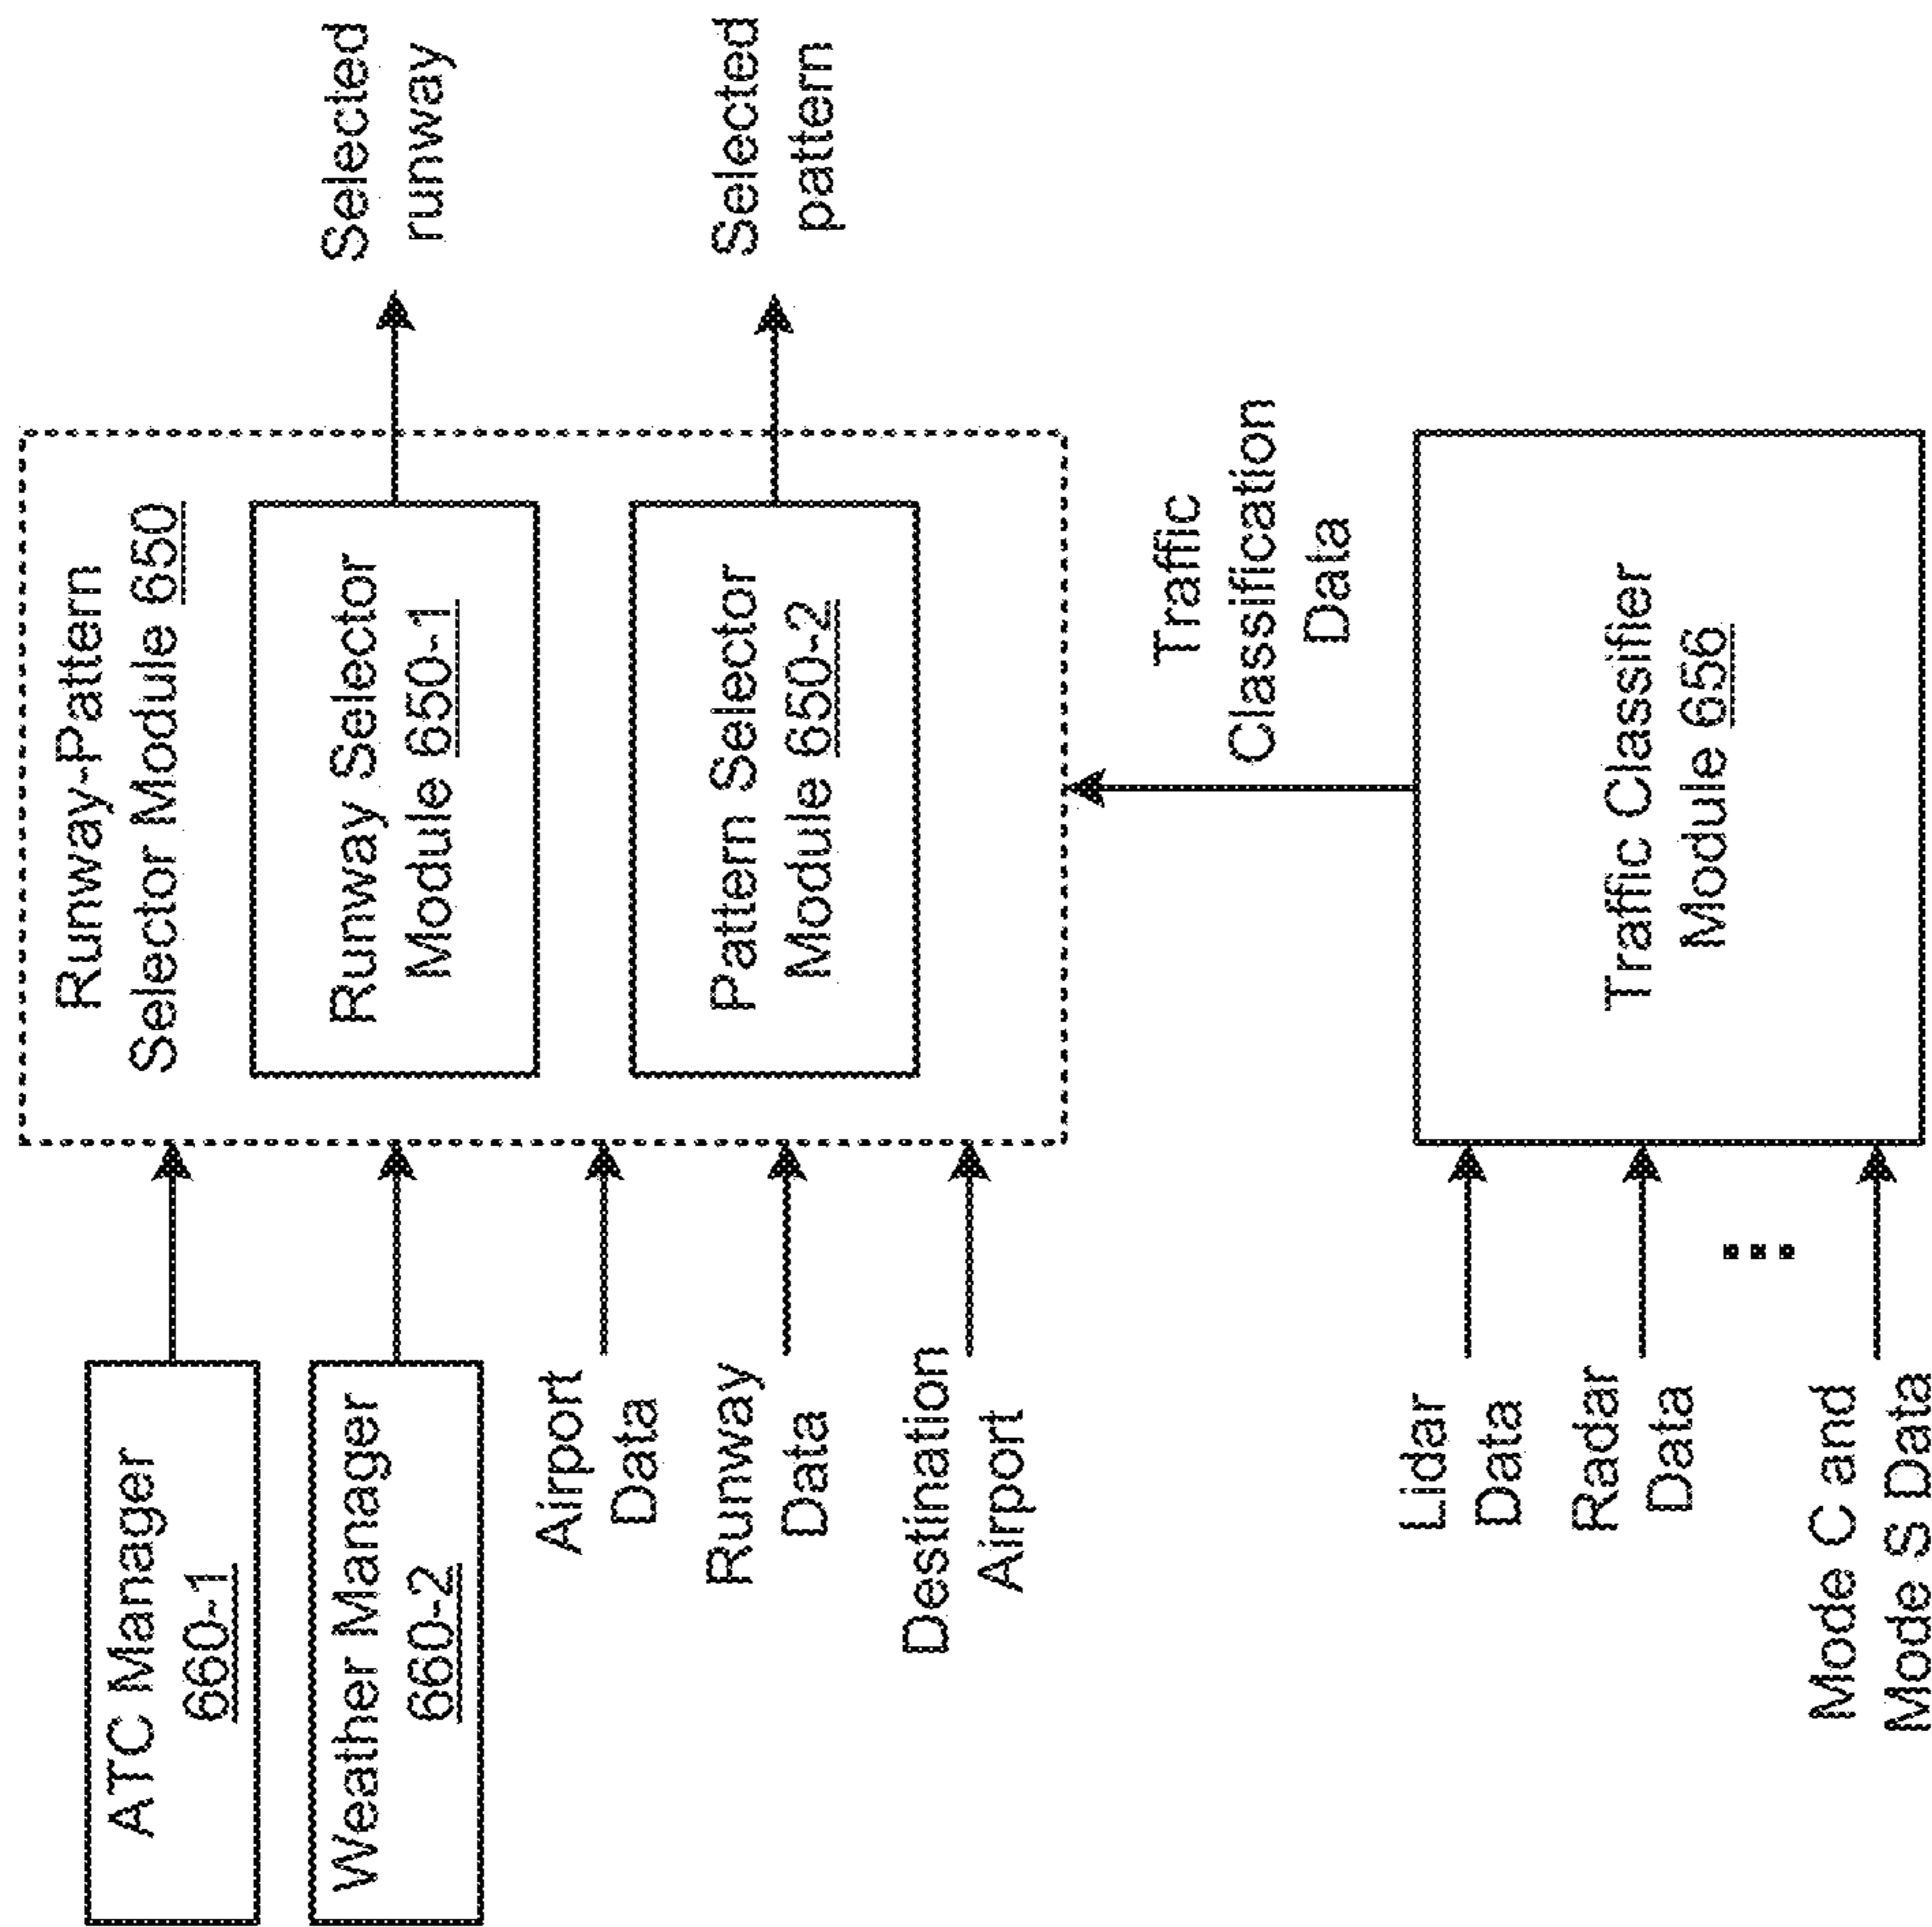 ATC Manager
660-1
Weather Manager
660-2
Airport
Data
Runway
Data
Destination
Airport
Runway-Pattern
Selector Module 650
Runway Selector
Module 650-1
Pattern Selector
Module 650-2
Selected
runway
Selected
pattern
Traffic
Classification
Data
Lidar
Data
Radar
Data
...
Mode C and
Mode S Data
Traffic Classifier
Module 656